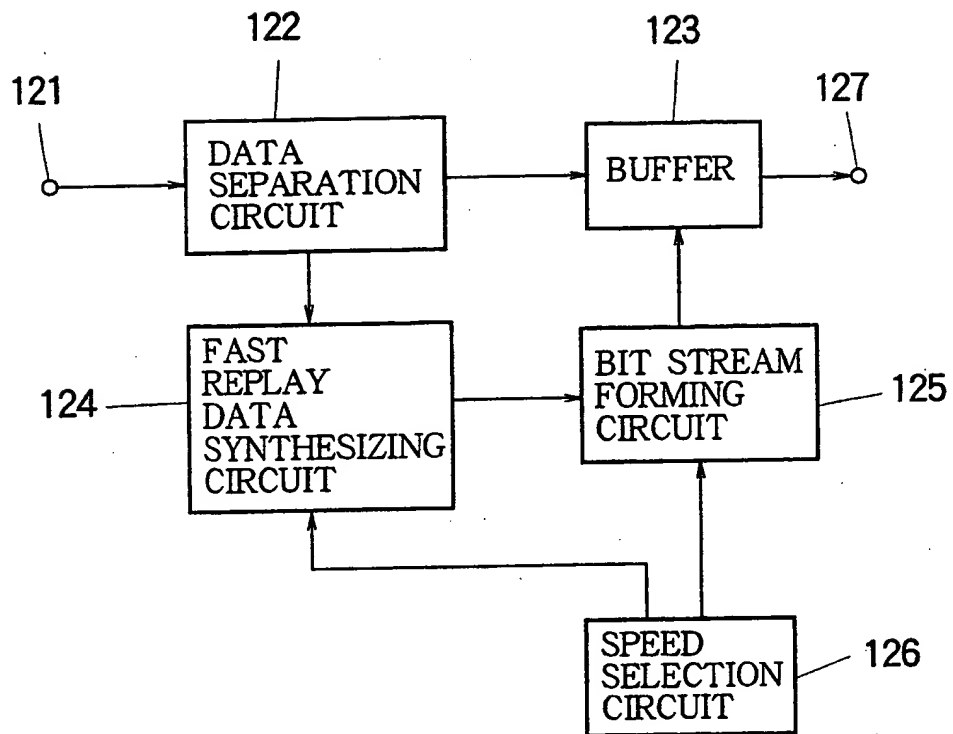 122
123
121
127
DATA
SEPARATION
CIRCUIT
BUFFER
FAST
REPLAY
DATA
SYNTHESIZING
CIRCUIT
124
BIT STREAM
FORMING
CIRCUIT
125
SPEED
SELECTION
CIRCUIT
126